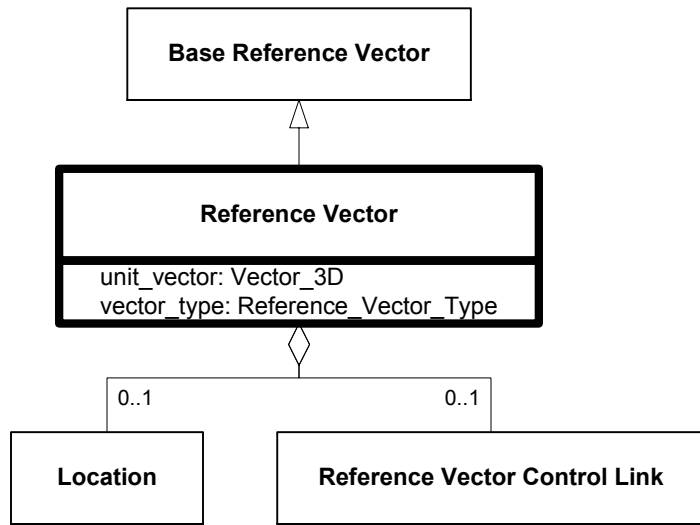 Base Reference Vector
Reference Vector
unit_vector: Vector_3D
vector_type: Reference_Vector_Type
0..1
0..1
Location
Reference Vector Control Link